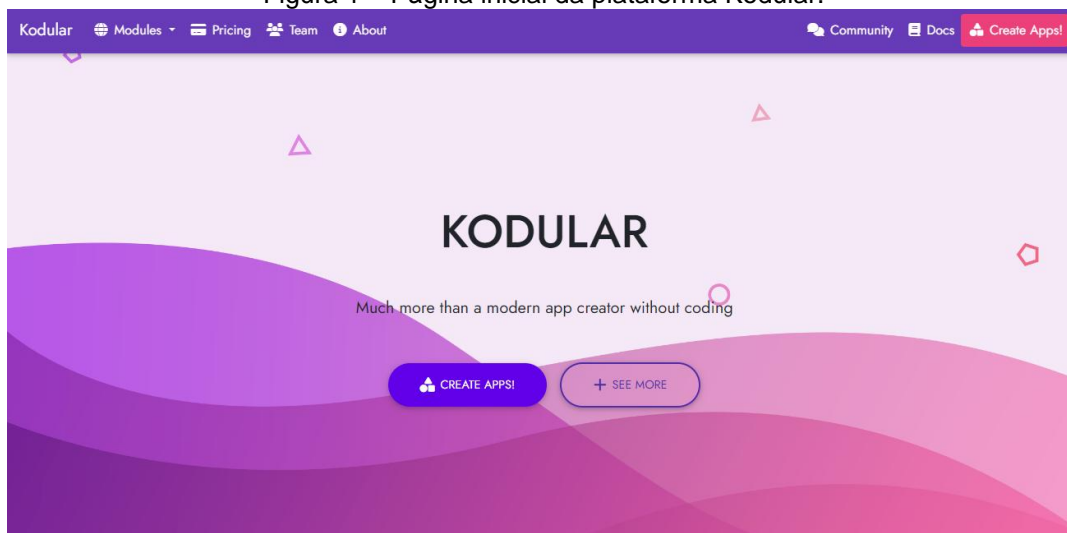 Figura 1 – Página inicial da plataforma Kodular.
Kodular Modules Pricing Team About Community Docs Create Apps!
KODULAR
Much more than a modern app creator without coding
CREATE APPS! + SEE MORE